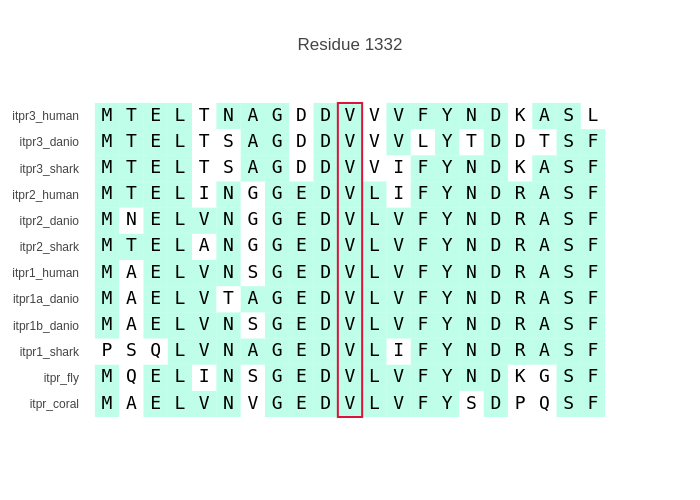 Residue 1332
itpr3_human M T E L T N A G D D V V V F Y N D K A S L
itpr3_danio M T E L T S A G D D V V V L Y T D D T S F
itpr3_shark M T E L T S A G D D V V I F Y N D K A S F
itpr2_human M T E L I N G G E D V L I F Y N D R A S F
itpr2_danio M N E L V N G G E D V L V F Y N D R A S F
itpr2_shark M T E L A N G G E D V L V F Y N D R A S F
itpr1_human M A E L V N S G E D V L V F Y N D R A S F
itpr1a_danio M A E L V T A G E D V L V F Y N D R A S F
itpr1b_danio M A E L V N S G E D V L V F Y N D R A S F
itpr1_shark P S Q L V N A G E D V L I F Y N D R A S F
itpr_fly M Q E L I N S G E D V L V F Y N D K G S F
itpr_coral M A E L V N V G E D V L V F Y S D P Q S F